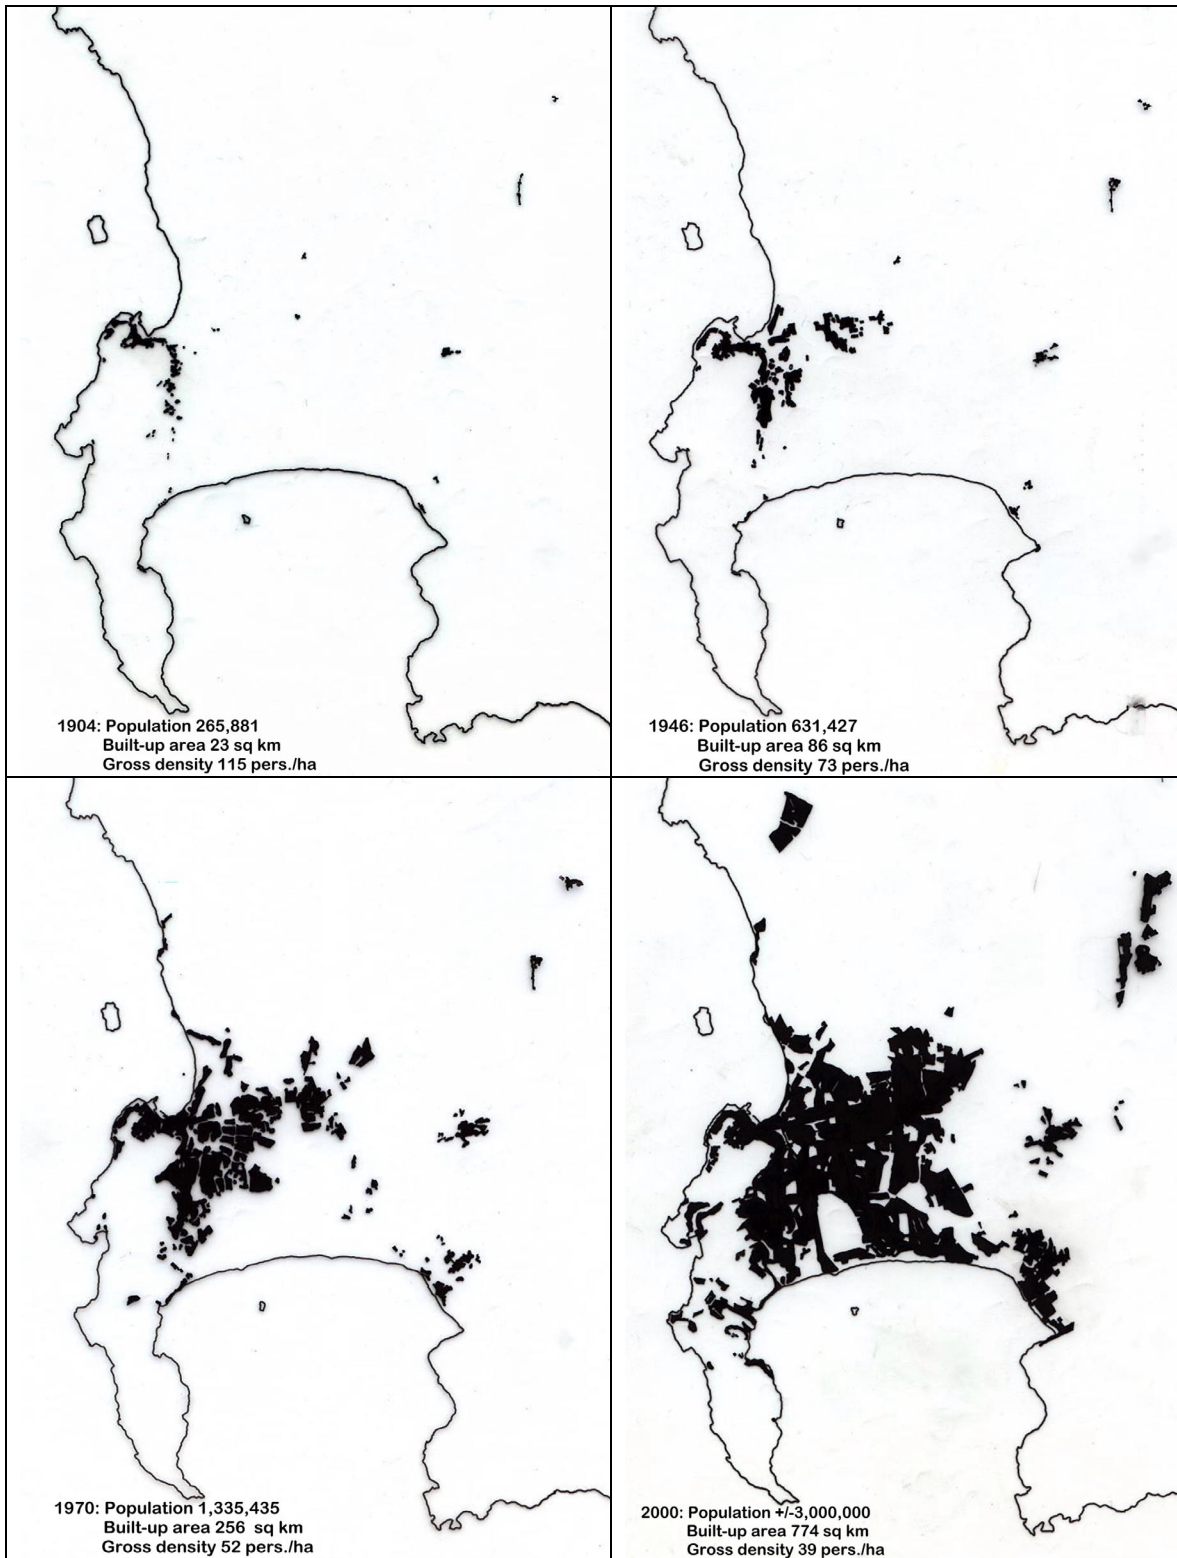 1904: Population 265,881
Built-up area 23 sq km
Gross density 115 pers./ha
1946: Population 631,427
Built-up area 86 sq km
Gross density 73 pers./ha
1970: Population 1,335,435
Built-up area 256 sq km
Gross density 52 pers./ha
2000: Population +/-3,000,000
Built-up area 774 sq km
Gross density 39 pers./ha